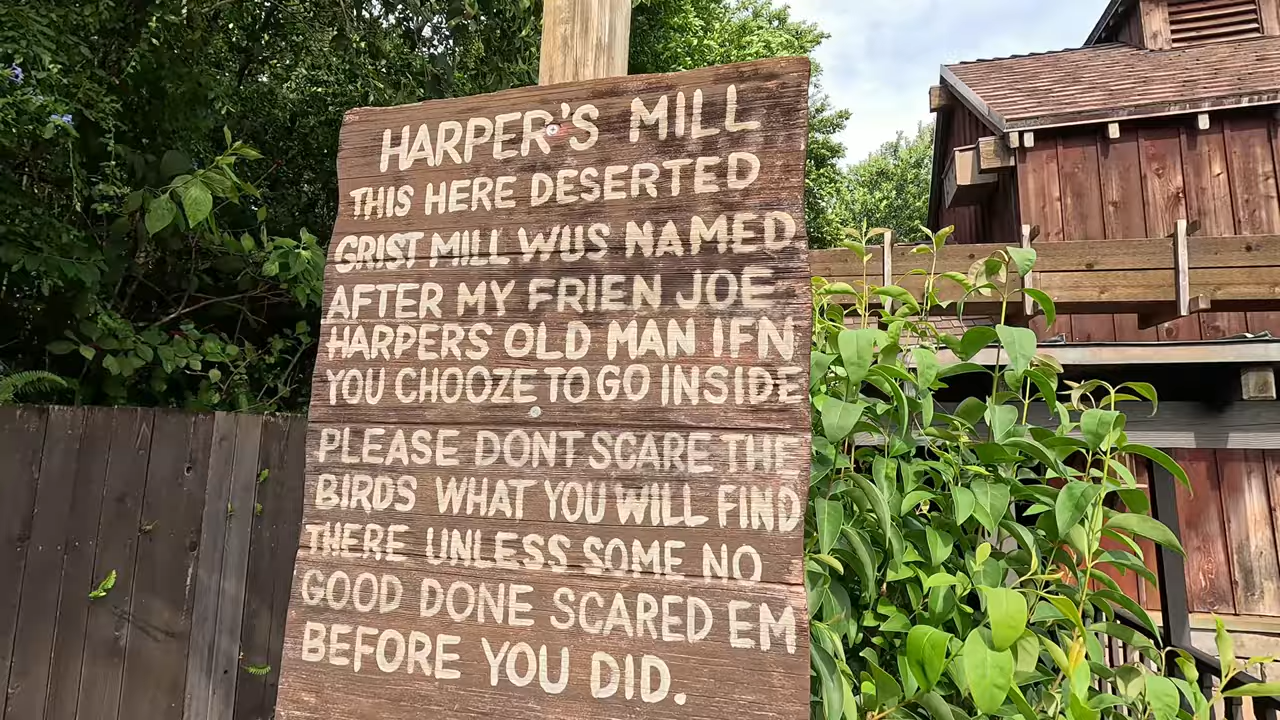 HARPER'S MILL
THIS HERE DESERTED
GRIST MILL WUS NAMED
AFTER MY FRIEN JOE
HARPERS OLD MAN IFN
YOU CHOOZE TO GO INSIDE
PLEASE DONT SCARE THE
BIRDS WHAT YOU WILL FIND
THERE UNLESS SOME NO
GOOD DONE SCARED EM
BEFORE YOU DID.